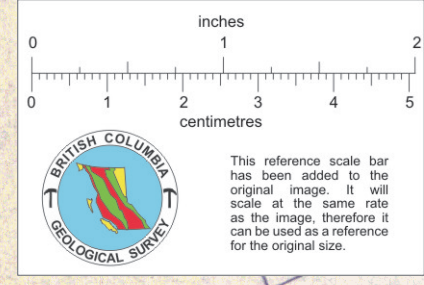 inches
0 1 2
0 1 2 3 4 5
centimetres
BRITISH COLUMBIA
GEOLOGICAL SURVEY
This reference scale bar
has been added to the
original image. It will
scale at the same rate
as the image, therefore it
can be used as a reference
for the original size.